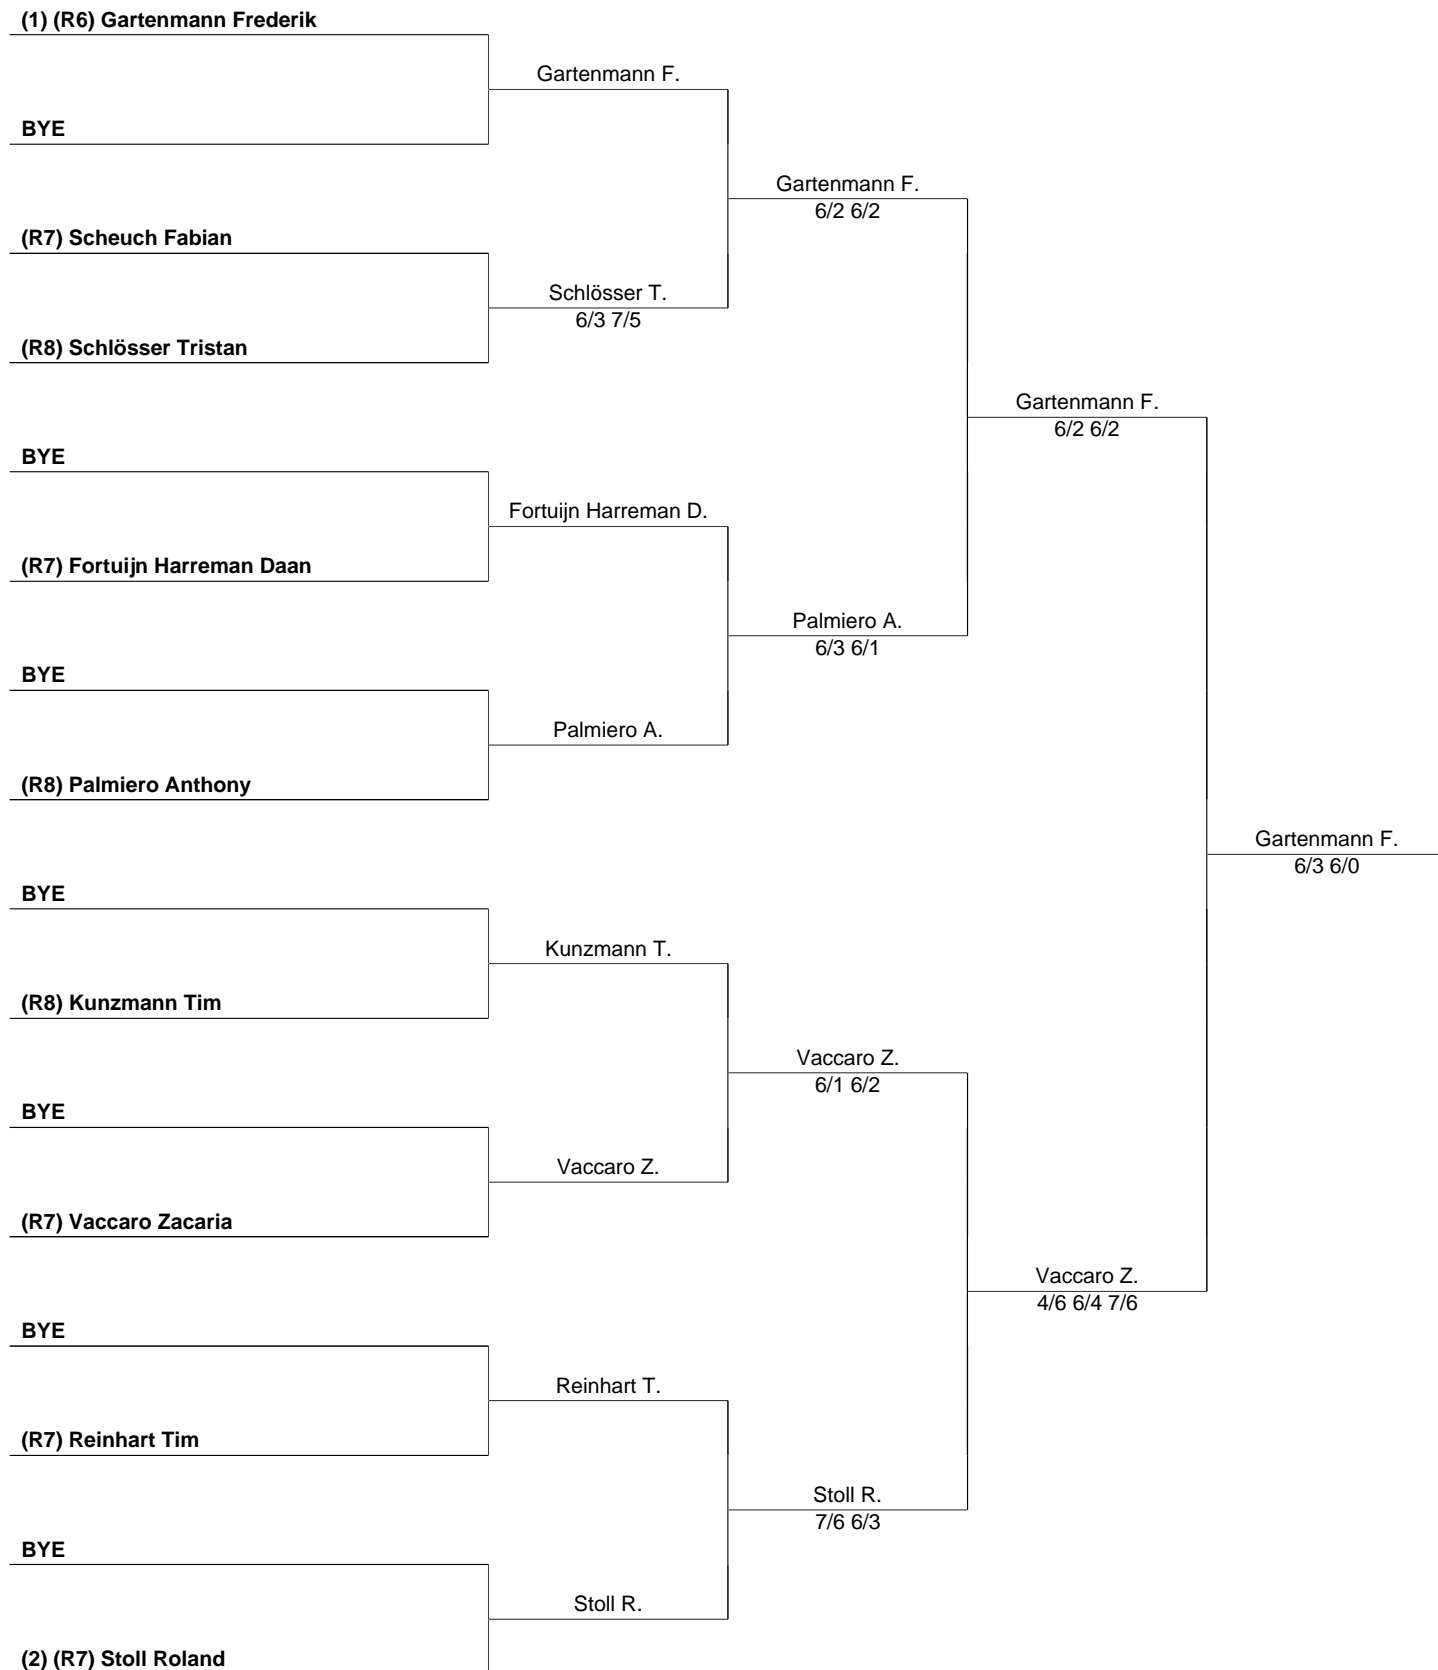 (1) (R6) Gartenmann Frederik
Gartenmann F.
BYE
Gartenmann F.
6/2 6/2
(R7) Scheuch Fabian
Schlösser T.
6/3 7/5
(R8) Schlösser Tristan
Gartenmann F.
6/2 6/2
BYE
Fortuijn Harreman D.
(R7) Fortuijn Harreman Daan
Palmiero A.
6/3 6/1
BYE
Palmiero A.
(R8) Palmiero Anthony
Gartenmann F.
6/3 6/0
BYE
Kunzmann T.
(R8) Kunzmann Tim
Vaccaro Z.
6/1 6/2
BYE
Vaccaro Z.
(R7) Vaccaro Zacaria
Vaccaro Z.
4/6 6/4 7/6
BYE
Reinhart T.
(R7) Reinhart Tim
Stoll R.
7/6 6/3
BYE
Stoll R.
(2) (R7) Stoll Roland